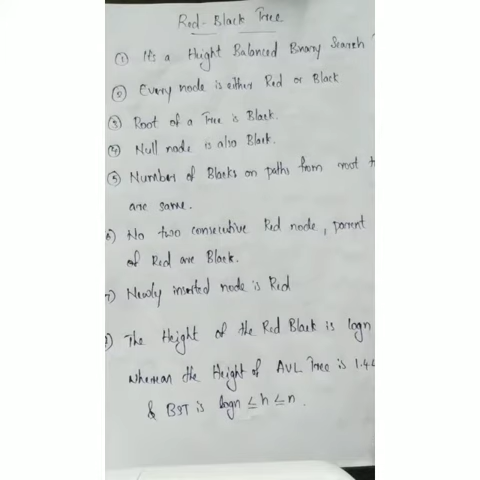 Red-Black Tree
① It's a Height Balanced Binary Search
② Every node is either Red or Black
③ Root of a Tree is Black.
④ Null node is also Black.
⑤ Number of Blacks on paths from root
are same.
No two consecutive Red node, parent
of Red are Black.
7) Newly inserted node is Red
The Height of the Red Black is logn
whereas the Height of AVL Tree is 1.44
& BST is logn ≤ h ≤ n.